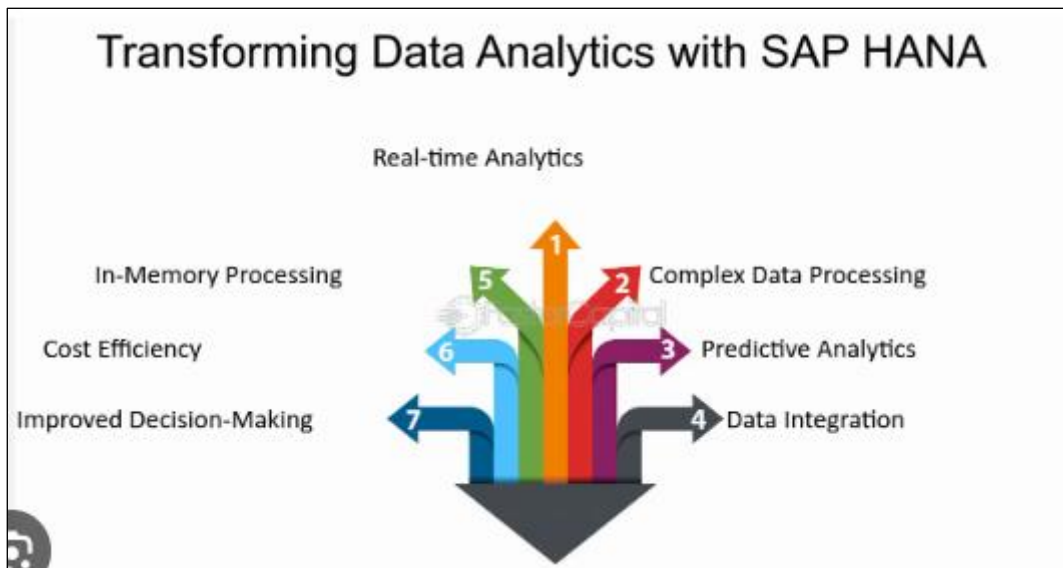 Transforming Data Analytics with SAP HANA
Real-time Analytics
1
In-Memory Processing
5
2
Complex Data Processing
Cost Efficiency
6
3
Predictive Analytics
Improved Decision-Making
7
4
Data Integration